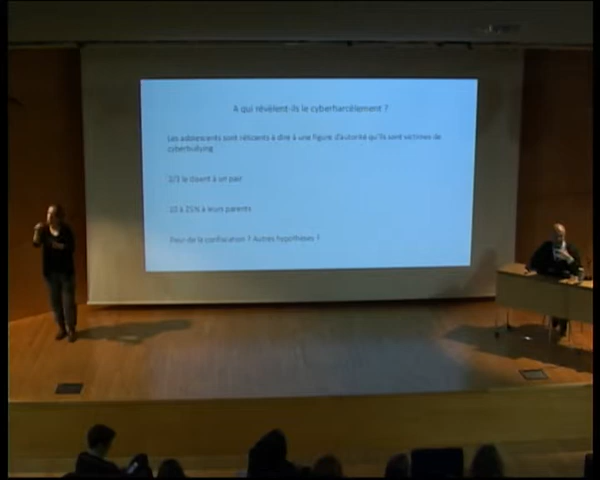 A qui révèlent-ils le cyberharcèlement ?
Les adolescents sont réticents à dire à une figure d'autorité qu'ils sont victimes de
cyberbullying
2/3 le disent à un pair
10 à 25% à leurs parents
Peur de la confiscation ? Autres hypothèses ?